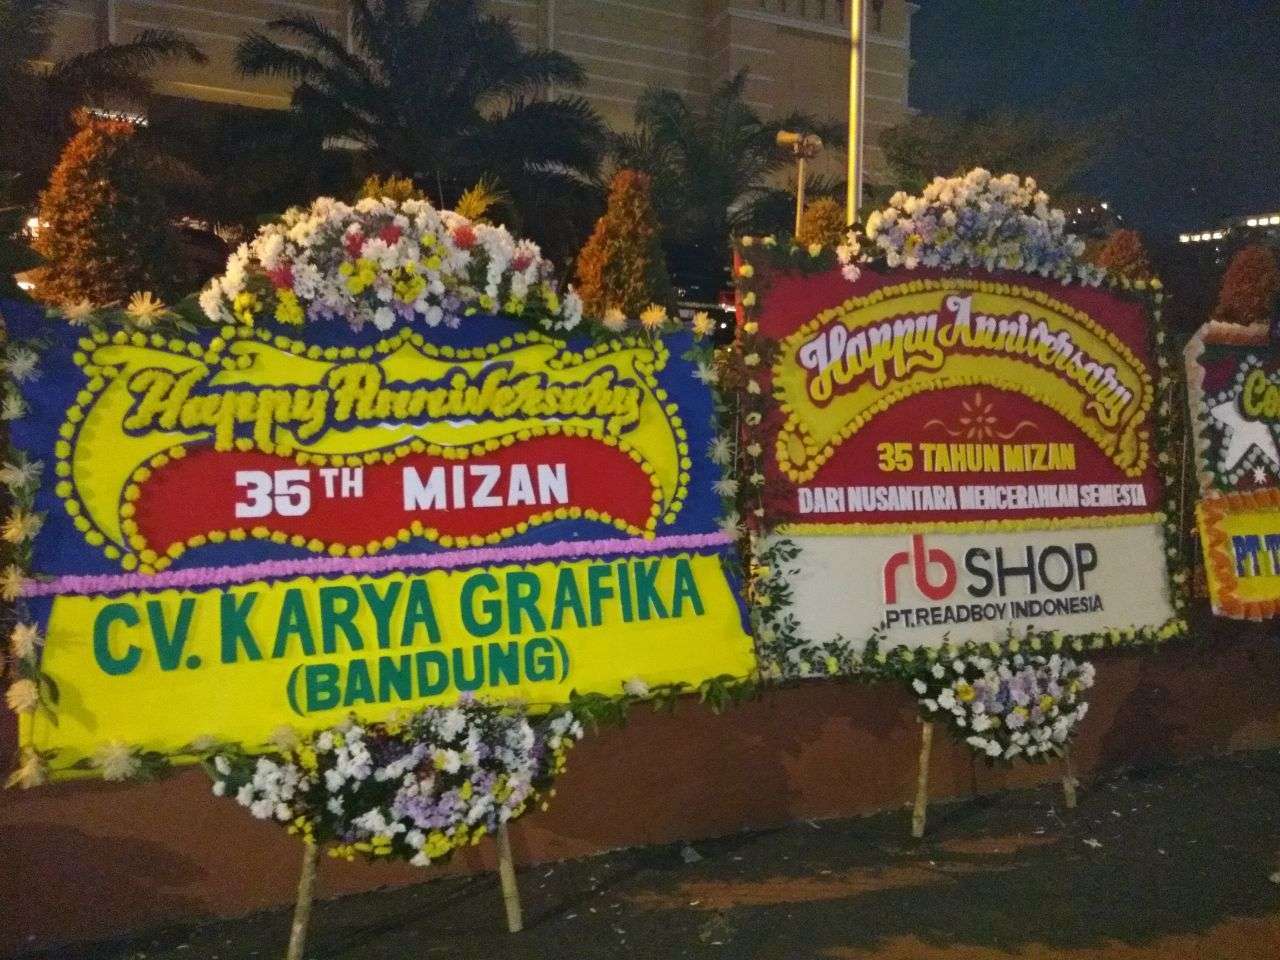 Happy Anniversary
35TH MIZAN
CV. KARYA GRAFIKA
(BANDUNG)
Happy Anniversary
35 TAHUN MIZAN
DARI NUSANTARA MENCERAHKAN SEMESTA
rb SHOP
PT.READBOY INDONESIA
PT